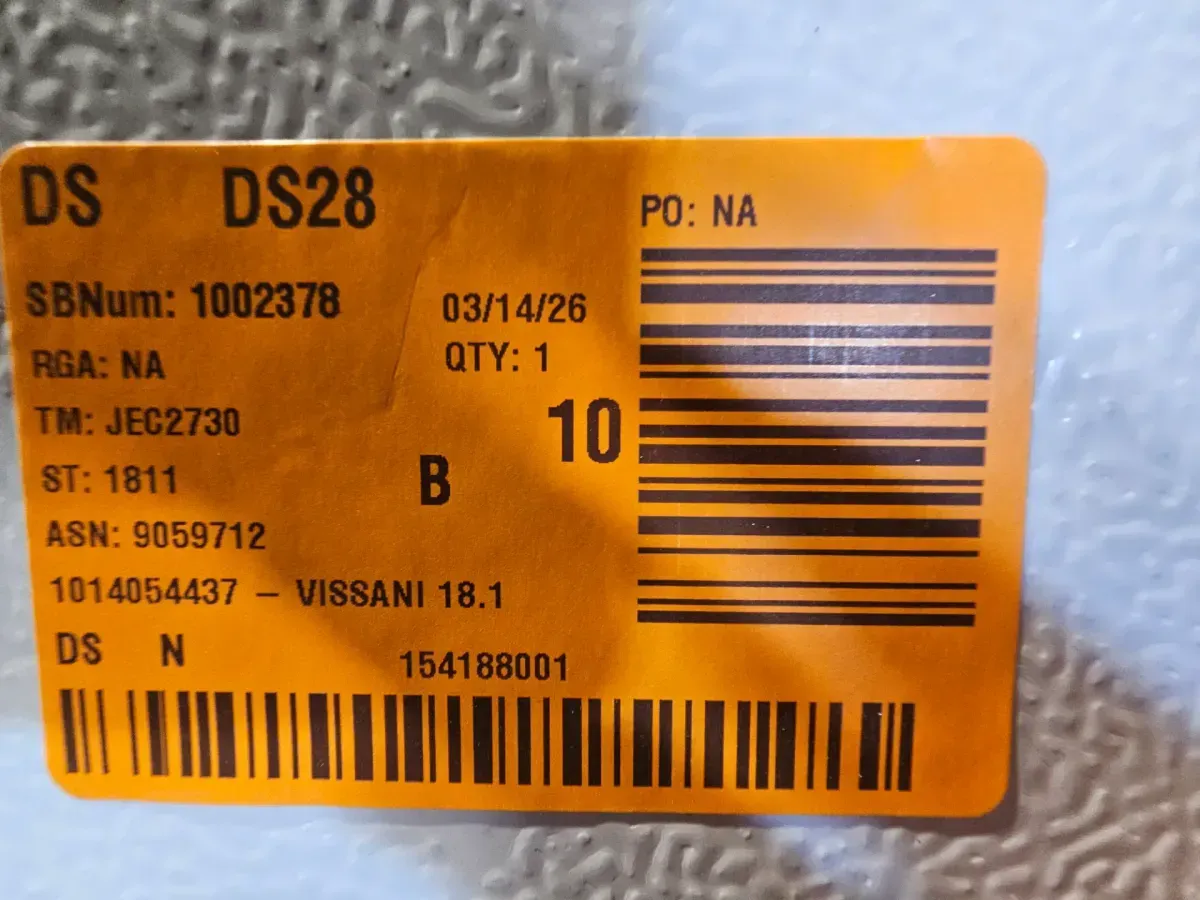 DS DS28
PO: NA
SBNum: 1002378 03/14/26
RGA: NA QTY: 1
TM: JEC2730 10
ST: 1811 B
ASN: 9059712
1014054437 – VISSANI 18.1
DS N 154188001